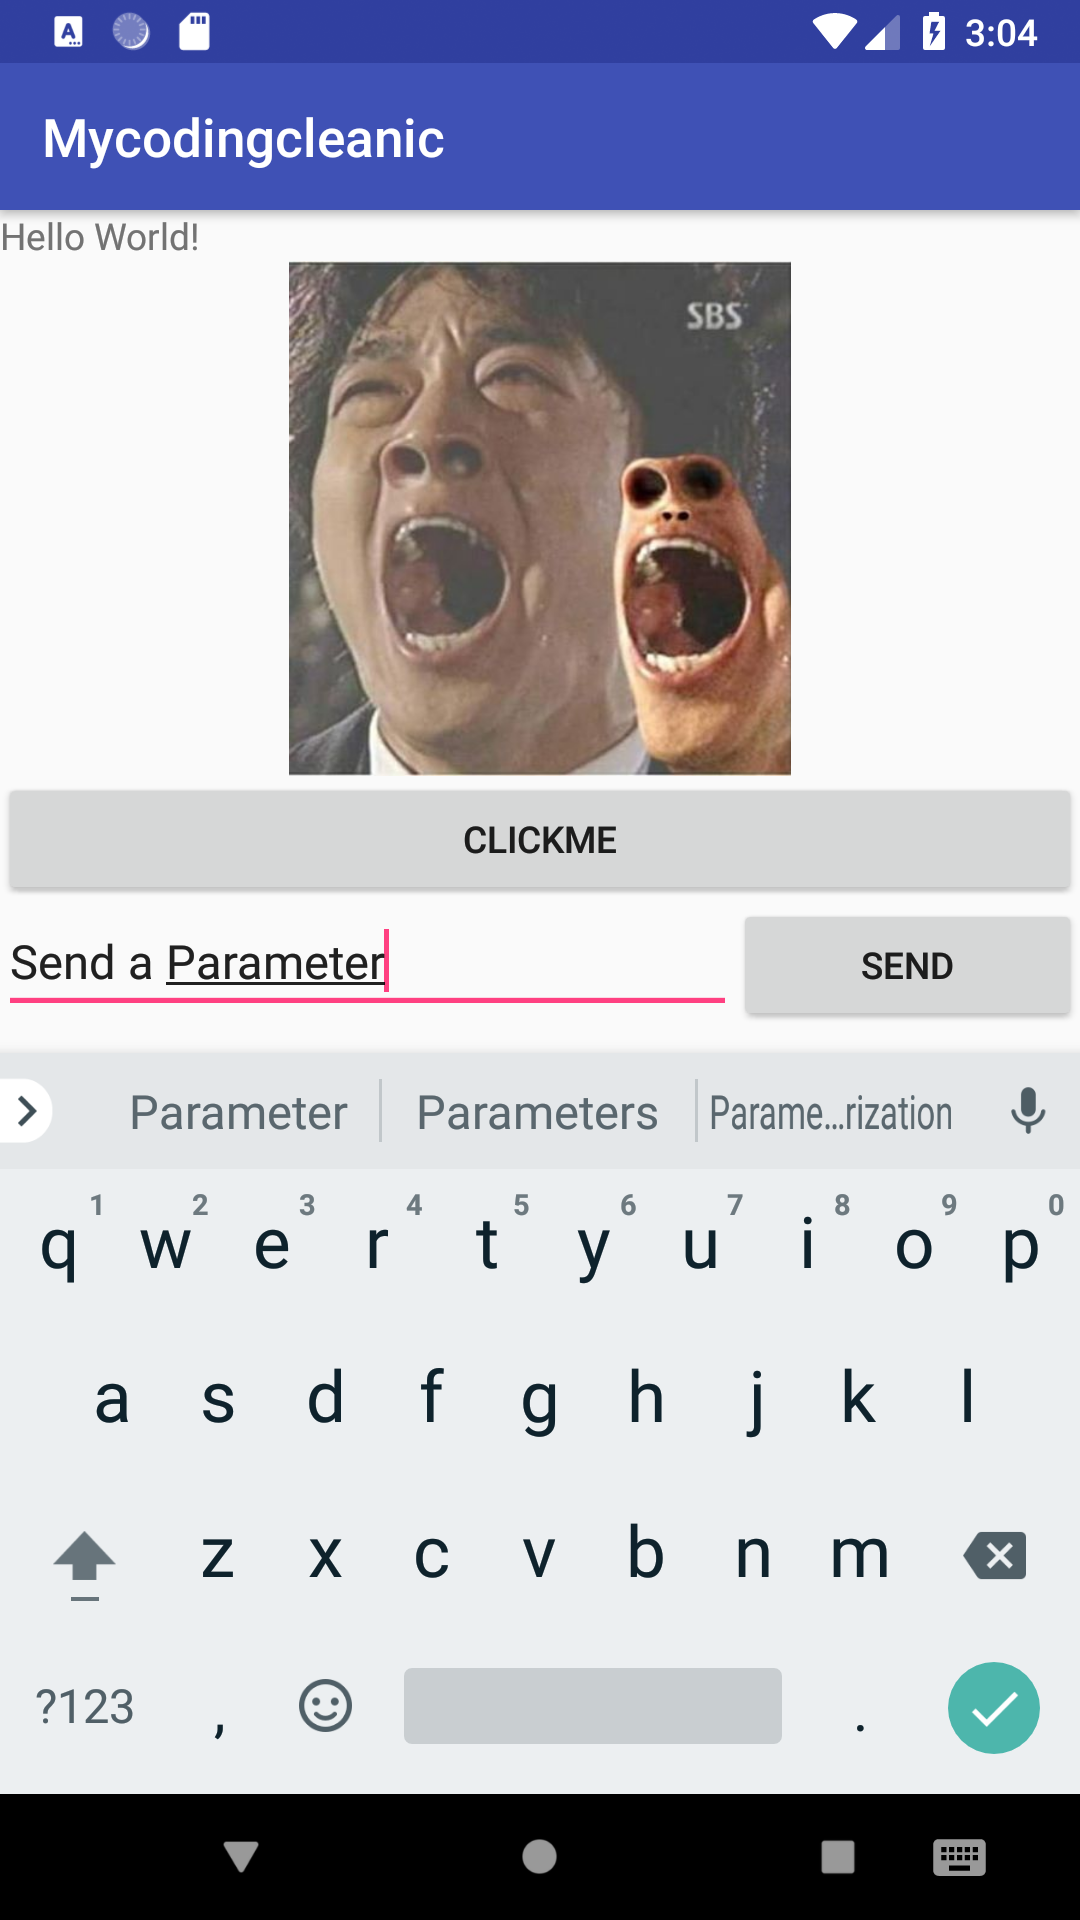 3:04
Mycodingcleanic
Hello World!
SBS
CLICKME
Send a Parameter
SEND
Parameter Parameters Parame...rization
1 2 3 4 5 6 7 8 9 0
q w e r t y u i o p
a s d f g h j k l
z x c v b n m
?123 , .